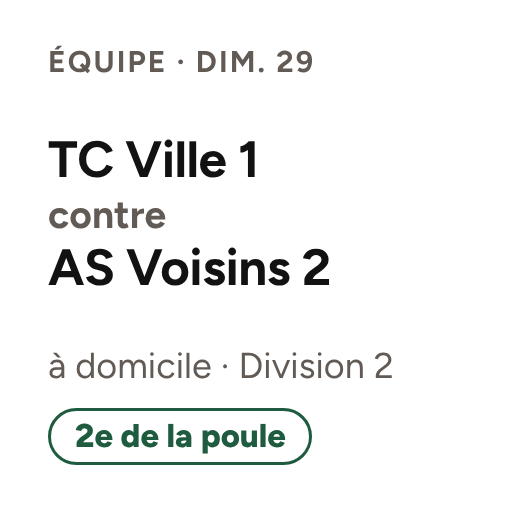 ÉQUIPE · DIM. 29
TC Ville 1
contre
AS Voisins 2
à domicile · Division 2
2e de la poule